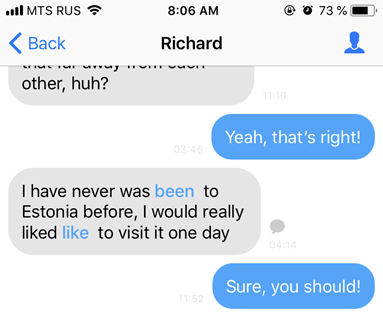 MTS RUS 8:06 AM 73 %
Back Richard
that far away from each
other, huh?
11:10
Yeah, that's right!
03:46
I have never was been to
Estonia before, I would really
liked like to visit it one day
04:14
Sure, you should!
11:52